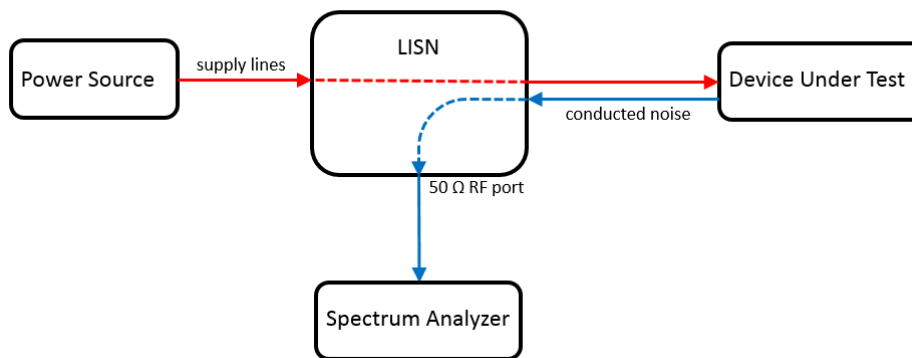 LISN
Power Source
supply lines
Device Under Test
conducted noise
50 Ω RF port
Spectrum Analyzer